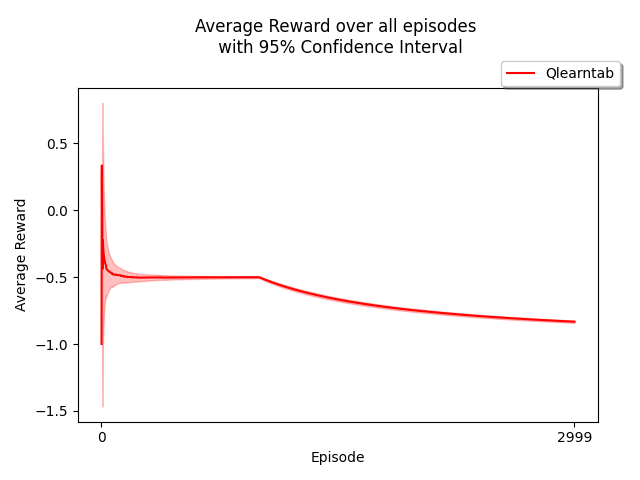 Average Reward over all episodes
with 95% Confidence Interval
Qlearntab
0.5
0.0
−0.5
−1.0
−1.5
Average Reward
0
2999
Episode